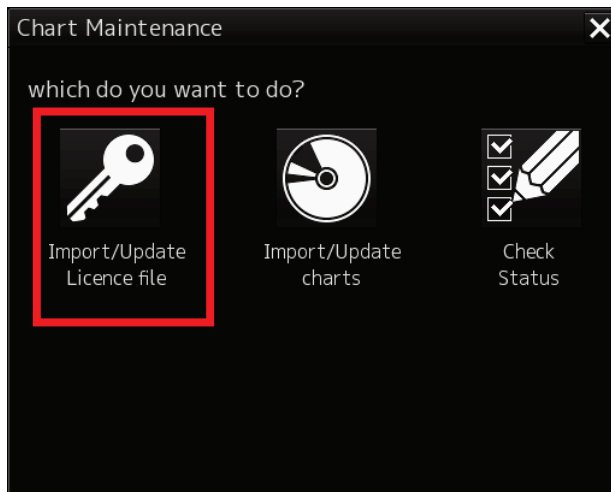 Chart Maintenance
which do you want to do?
Import/Update
Licence file
Import/Update
charts
Check
Status